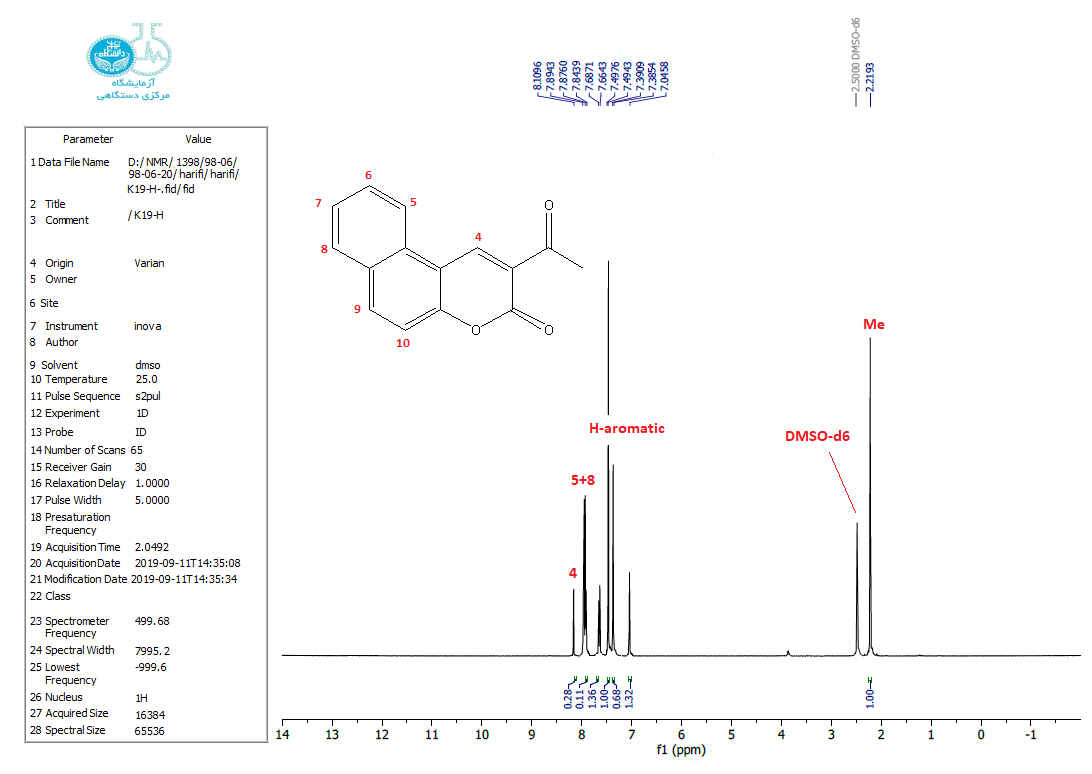 دانشگاه تهران
آزمایشگاه
مرکزی دستگاهی
Parameter Value
1 Data File Name D:/ NMR/ 1398/98-06/
98-06-20/ harifi/ harifi/
K19-H-.fid/ fid
2 Title
3 Comment / K19-H
4 Origin Varian
5 Owner
6 Site
7 Instrument inova
8 Author
9 Solvent dmso
10 Temperature 25.0
11 Pulse Sequence s2pul
12 Experiment 1D
13 Probe ID
14 Number of Scans 65
15 Receiver Gain 30
16 Relaxation Delay 1.0000
17 Pulse Width 5.0000
18 Presaturation
Frequency
19 Acquisition Time 2.0492
20 Acquisition Date 2019-09-11T14:35:08
21 Modification Date 2019-09-11T14:35:34
22 Class
23 Spectrometer 499.68
Frequency
24 Spectral Width 7995.2
25 Lowest -999.6
Frequency
26 Nucleus 1H
27 Acquired Size 16384
28 Spectral Size 65536
8.1096
7.8943
7.8760
7.8439
7.6871
7.6643
7.4976
7.4943
7.3909
7.3854
7.0458
2.5000 DMSO-d6
2.2193
6
7
5
8
4
9
10
O
O
O
Me
H-aromatic
DMSO-d6
5+8
4
0.28
0.11
1.36
1.00
0.68
1.32
1.00
14 13 12 11 10 9 8 7 6 5 4 3 2 1 0 -1
f1 (ppm)